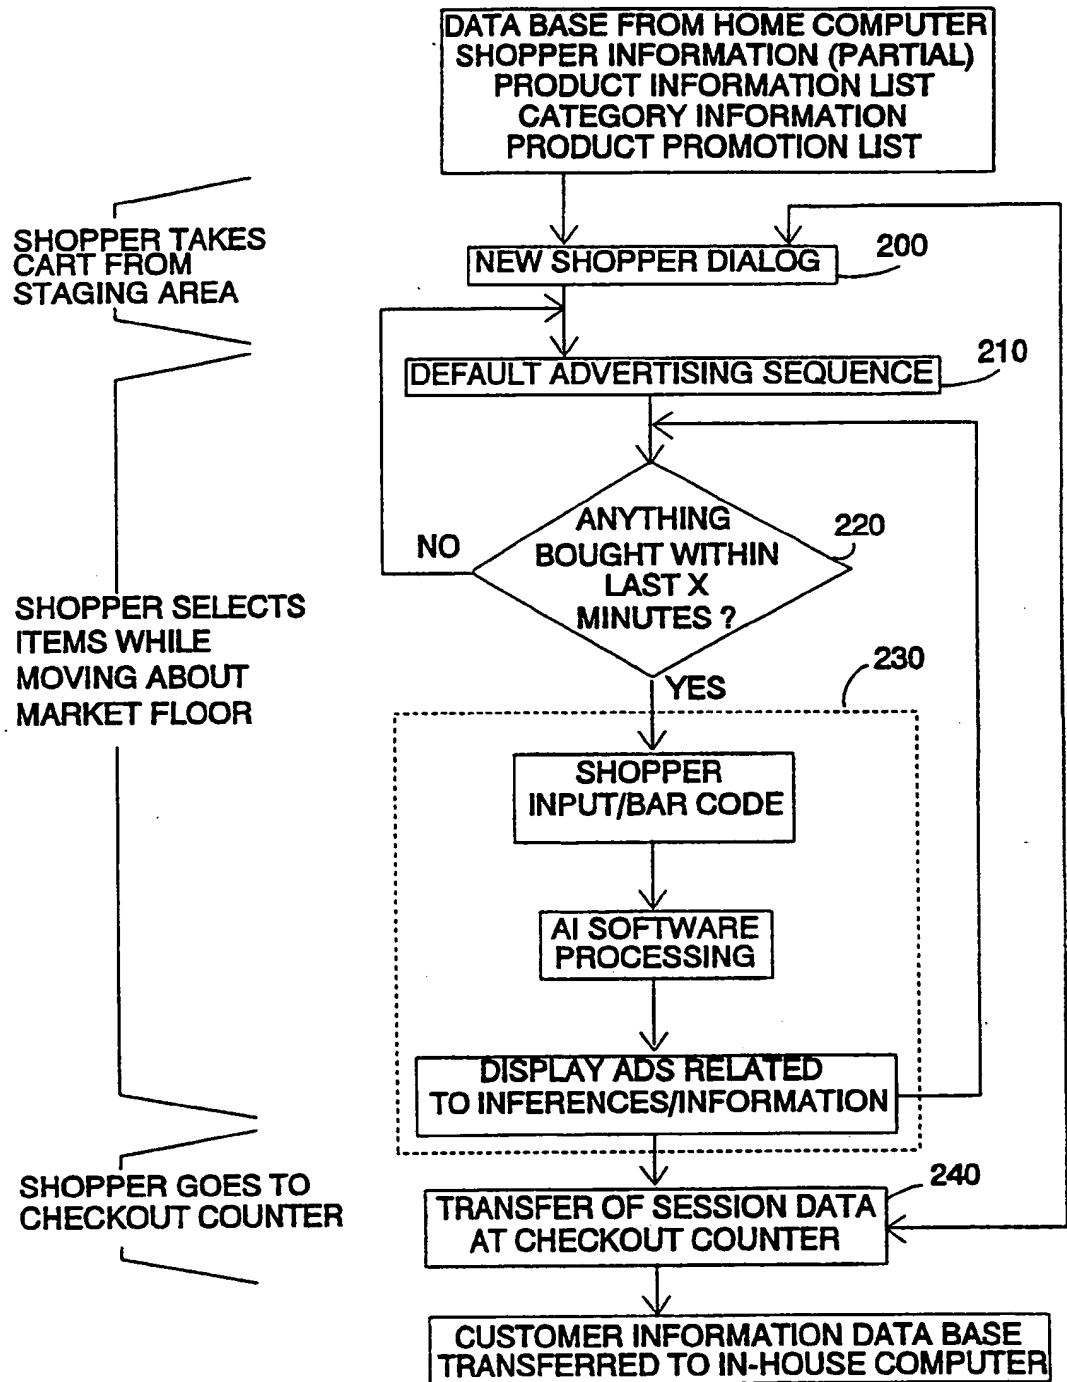 DATA BASE FROM HOME COMPUTER
SHOPPER INFORMATION (PARTIAL)
PRODUCT INFORMATION LIST
CATEGORY INFORMATION
PRODUCT PROMOTION LIST
SHOPPER TAKES
CART FROM
STAGING AREA
NEW SHOPPER DIALOG
200
DEFAULT ADVERTISING SEQUENCE
210
ANYTHING
BOUGHT WITHIN
LAST X
MINUTES ?
220
NO
YES
230
SHOPPER SELECTS
ITEMS WHILE
MOVING ABOUT
MARKET FLOOR
SHOPPER
INPUT/BAR CODE
AI SOFTWARE
PROCESSING
DISPLAY ADS RELATED
TO INFERENCES/INFORMATION
SHOPPER GOES TO
CHECKOUT COUNTER
240
TRANSFER OF SESSION DATA
AT CHECKOUT COUNTER
CUSTOMER INFORMATION DATA BASE
TRANSFERRED TO IN-HOUSE COMPUTER